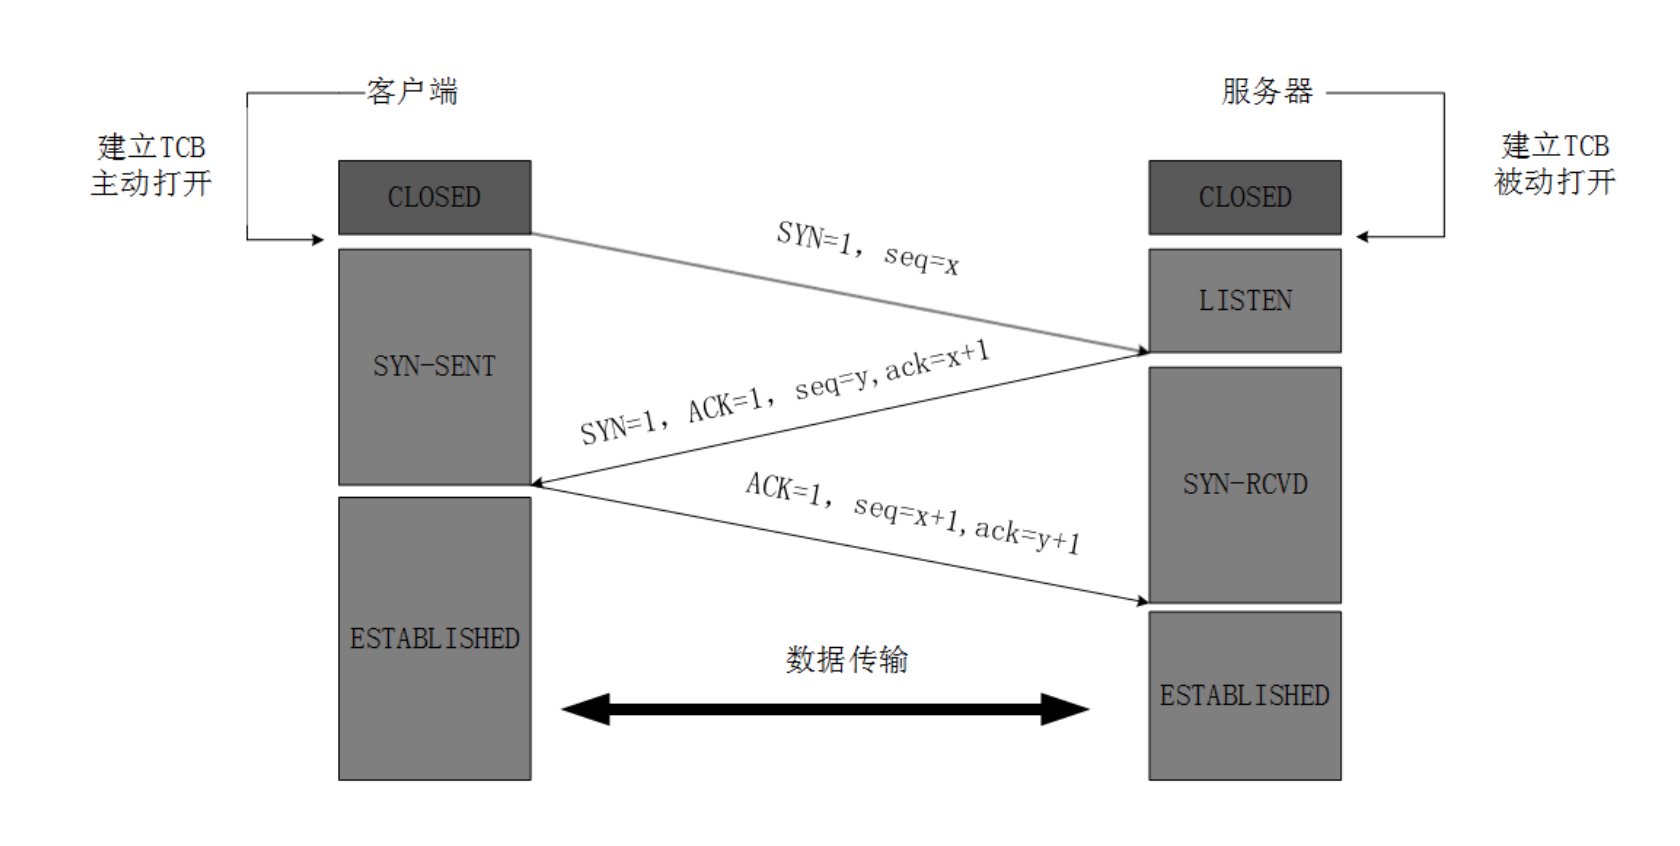 客户端
服务器
建立TCB
主动打开
建立TCB
被动打开
CLOSED
CLOSED
SYN=1, seq=x
LISTEN
SYN-SENT
SYN=1, ACK=1, seq=y,ack=x+1
SYN-RCVD
ACK=1, seq=x+1,ack=y+1
ESTABLISHED
数据传输
ESTABLISHED